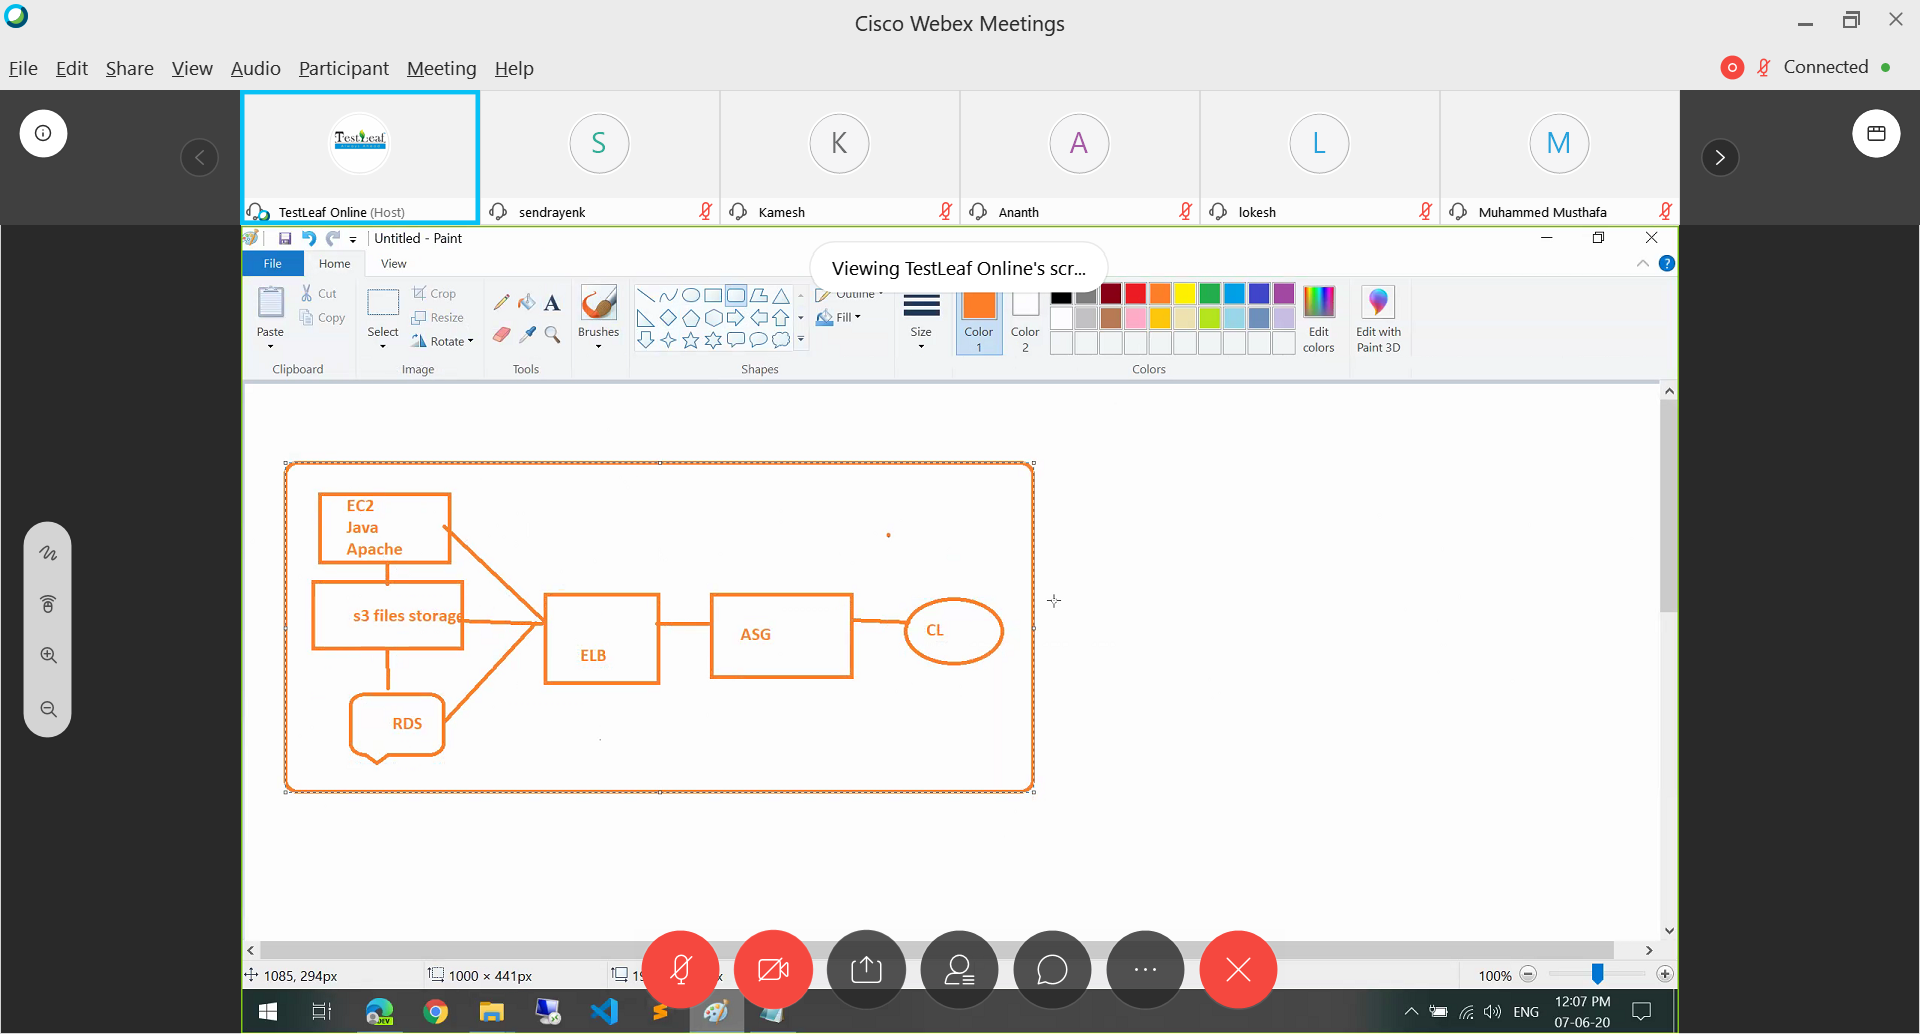 Cisco Webex Meetings
File Edit Share View Audio Participant Meeting Help
Connected
TestLeaf
S
K
A
L
M
TestLeaf Online (Host)
sendrayenk
Kamesh
Ananth
lokesh
Muhammed Musthafa
Untitled - Paint
Viewing TestLeaf Online's scr...
File Home View
Paste
Cut
Copy
Clipboard
Select
Crop
Resize
Rotate
Image
A
Tools
Brushes
Outline
Fill
Shapes
Size
Color 1
Color 2
Edit colors
Colors
Edit with Paint 3D
EC2
Java
Apache
s3 files storage
RDS
ELB
ASG
CL
1085, 294px
1000 × 441px
100%
DEV
ENG
12:07 PM
07-06-20